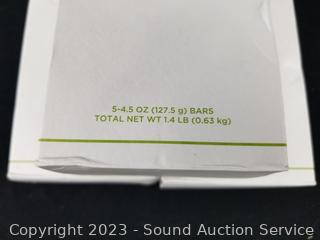 5-4.5 OZ (127.5 g) BARS
TOTAL NET WT 1.4 LB (0.63 kg)
Copyright 2023 - Sound Auction Service